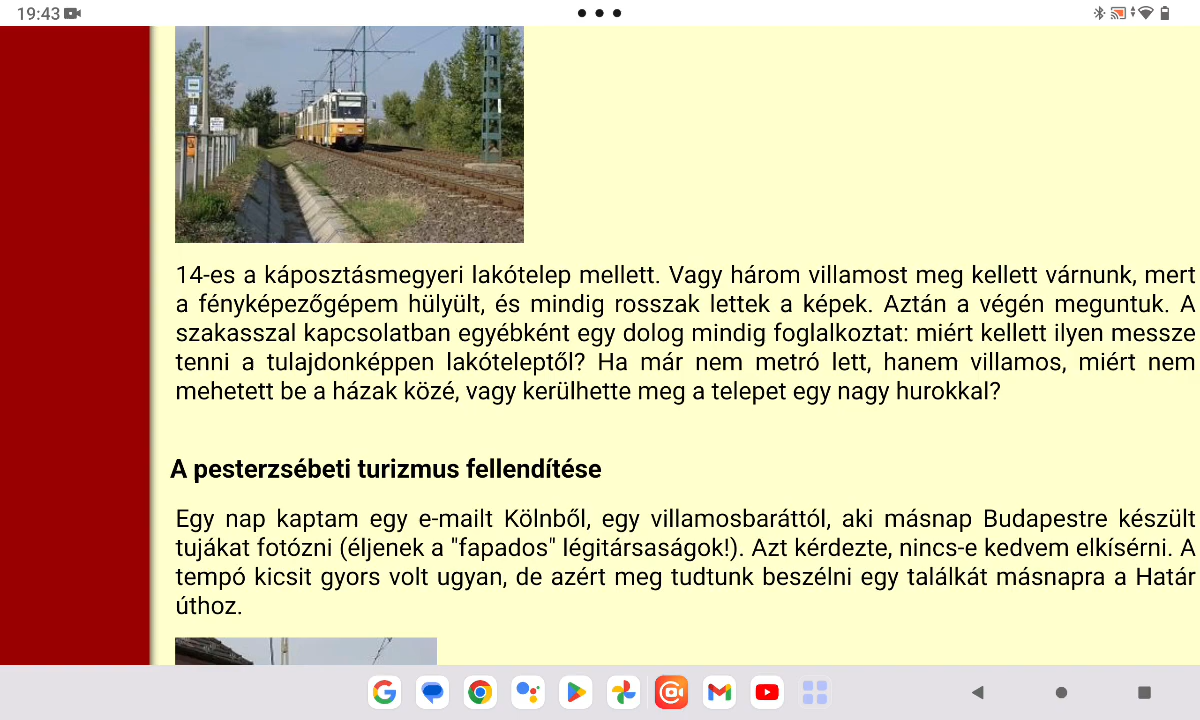 19:43
14-es a káposztásmegyeri lakótelep mellett. Vagy három villamost meg kellett várnunk, mert
a fényképezőgépem hülyült, és mindig rosszak lettek a képek. Aztán a végén meguntuk. A
szakasszal kapcsolatban egyébként egy dolog mindig foglalkoztat: miért kellett ilyen messze
tenni a tulajdonképpen lakóteleptől? Ha már nem metró lett, hanem villamos, miért nem
mehetett be a házak közé, vagy kerülhette meg a telepet egy nagy hurokkal?
A pesterzsébeti turizmus fellendítése
Egy nap kaptam egy e-mailt Kölnből, egy villamosbaráttól, aki másnap Budapestre készült
tujákat fotózni (éljenek a "fapados" légitársaságok!). Azt kérdezte, nincs-e kedvem elkísérni. A
tempó kicsit gyors volt ugyan, de azért meg tudtunk beszélni egy találkát másnapra a Határ
úthoz.